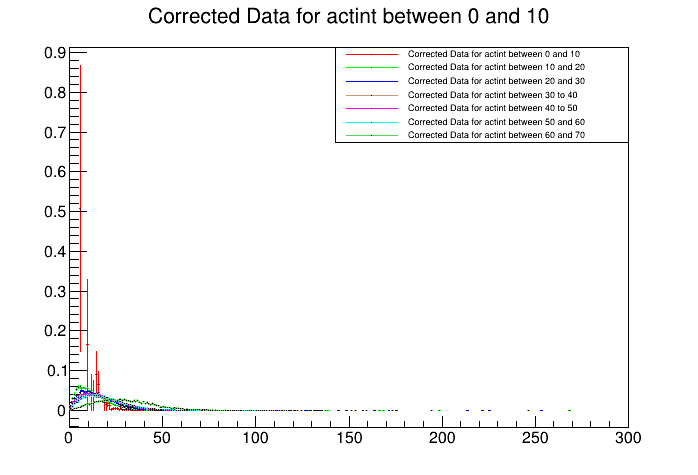 Corrected Data for actint between 0 and 10
0.9
Corrected Data for actint between 0 and 10
Corrected Data for actint between 10 and 20
0.8
Corrected Data for actint between 20 and 30
Corrected Data for actint between 30 to 40
Corrected Data for actint between 40 to 50
0.7
Corrected Data for actint between 50 and 60
Corrected Data for actint between 60 and 70
0.6
0.5
0.4
0.3
0.2
0.1
0
0 50 100 150 200 250 300